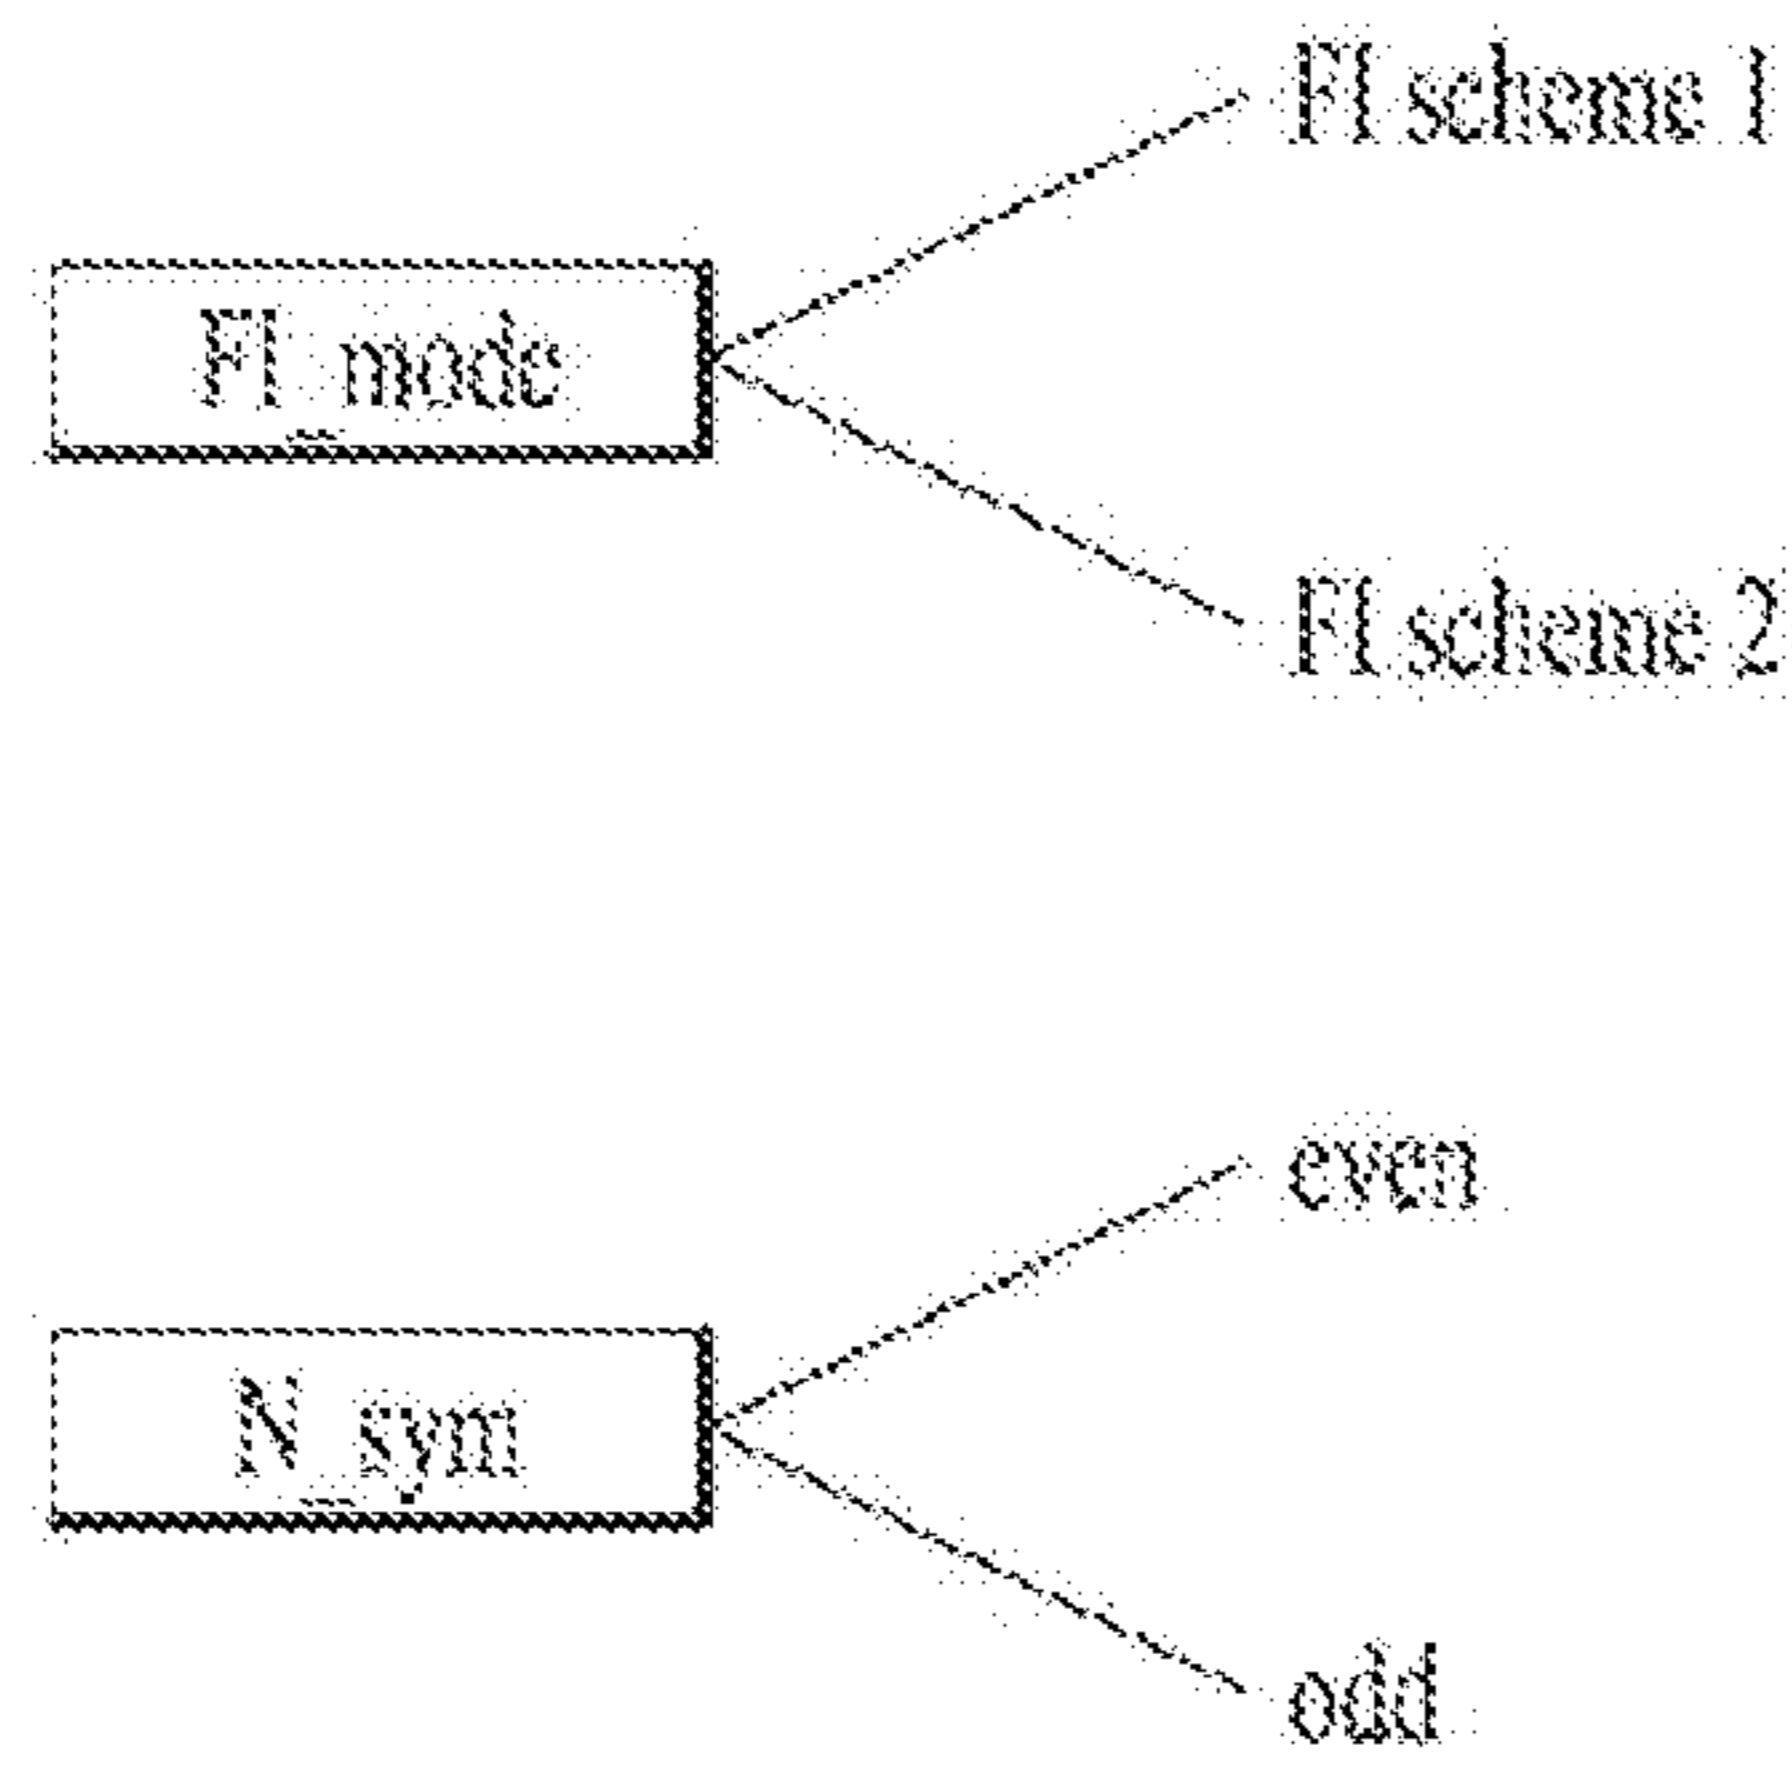 FI scheme 1
FI_mode
FI scheme 2
even
N_sym
odd